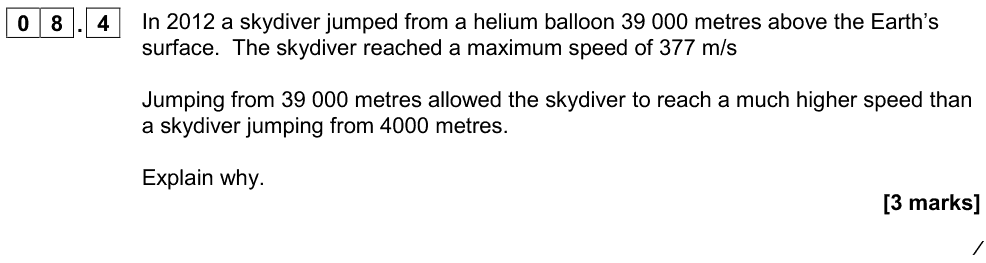 0 8 . 4 In 2012 a skydiver jumped from a helium balloon 39 000 metres above the Earth’s
surface. The skydiver reached a maximum speed of 377 m/s
Jumping from 39 000 metres allowed the skydiver to reach a much higher speed than
a skydiver jumping from 4000 metres.
Explain why.
[3 marks]